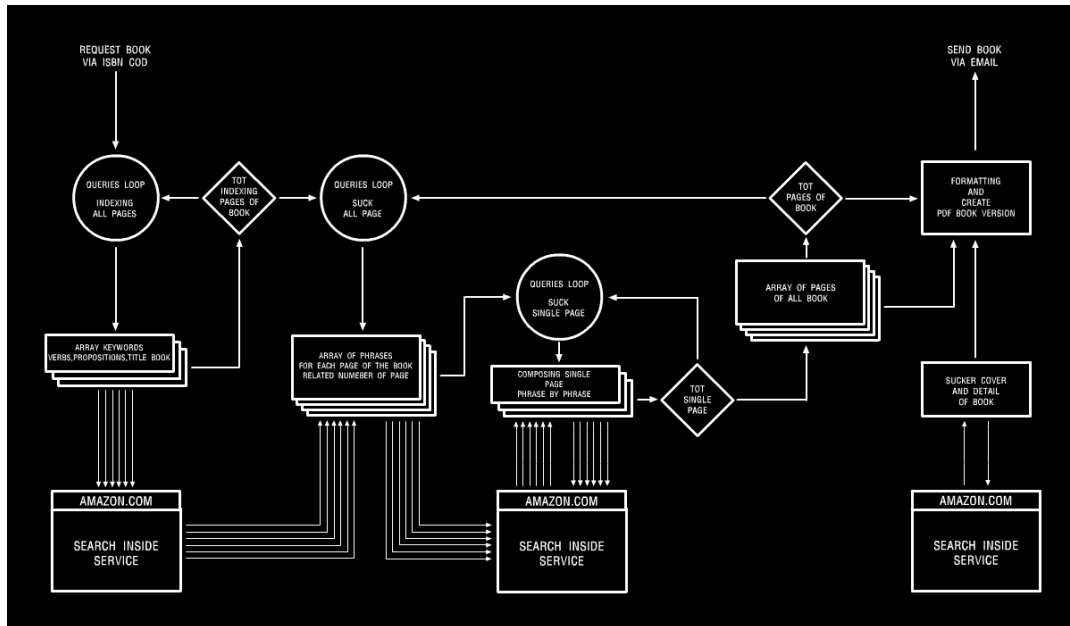 REQUEST BOOK
VIA ISBN COD
QUERIES LOOP
INDEXING
ALL PAGES
TOT
INDEXING
PAGES OF
BOOK
ARRAY KEYWORDS
VERBS,PROPOSITIONS,TITLE BOOK
AMAZON.COM
SEARCH INSIDE
SERVICE
QUERIES LOOP
SUCK
ALL PAGE
ARRAY OF PHRASES
FOR EACH PAGE OF THE BOOK
RELATED NUMEBER OF PAGE
QUERIES LOOP
SUCK
SINGLE PAGE
COMPOSING SINGLE
PAGE
PHRASE BY PHRASE
AMAZON.COM
SEARCH INSIDE
SERVICE
TOT
SINGLE
PAGE
ARRAY OF PAGES
OF ALL BOOK
TOT
PAGES OF
BOOK
SEND BOOK
VIA EMAIL
FORMATTING
AND
CREATE
PDF BOOK VERSION
SUCKER COVER
AND DETAIL
OF BOOK
AMAZON.COM
SEARCH INSIDE
SERVICE